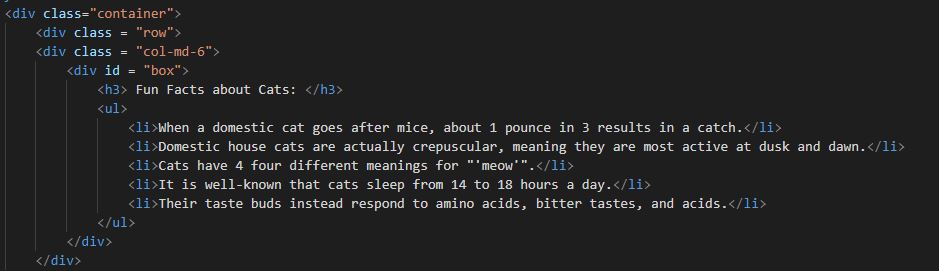 <div class="container">
<div class = "row">
<div class = "col-md-6">
<div id = "box">
<h3> Fun Facts about Cats: </h3>
<ul>
<li>When a domestic cat goes after mice, about 1 pounce in 3 results in a catch.</li>
<li>Domestic house cats are actually crepuscular, meaning they are most active at dusk and dawn.</li>
<li>Cats have 4 four different meanings for "'meow'".</li>
<li>It is well-known that cats sleep from 14 to 18 hours a day.</li>
<li>Their taste buds instead respond to amino acids, bitter tastes, and acids.</li>
</ul>
</div>
</div>